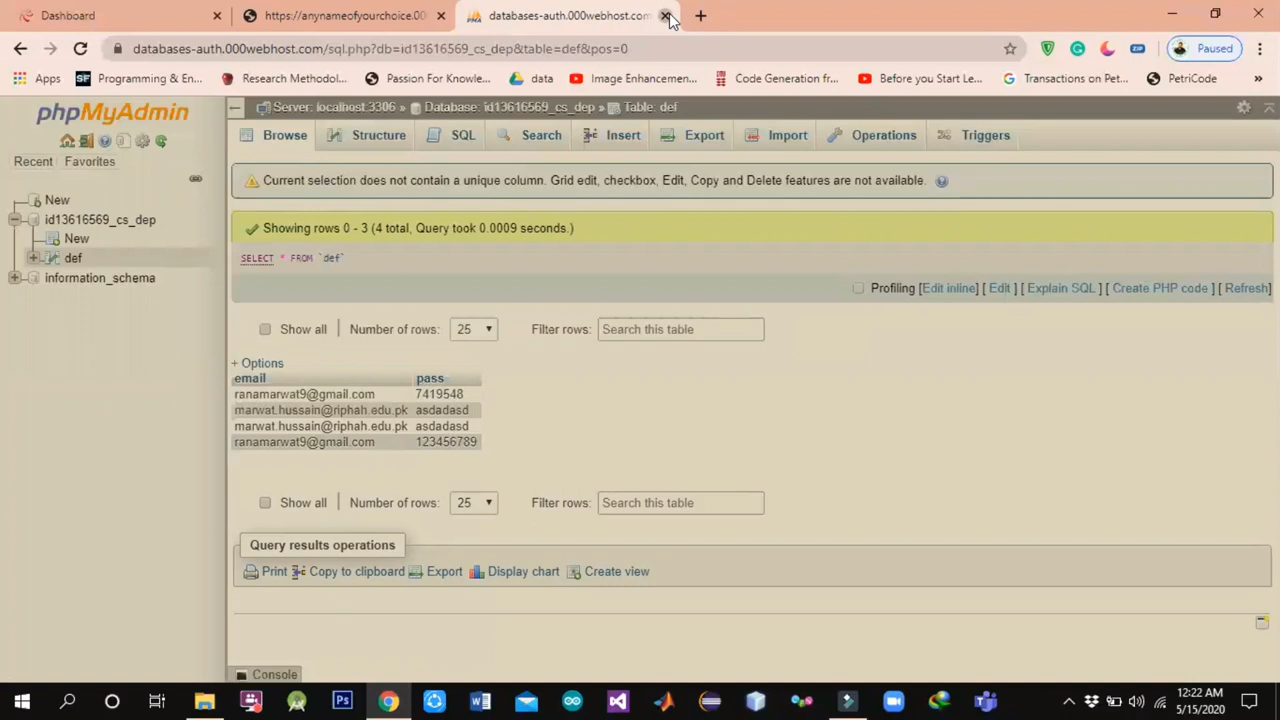 Dashboard
https://anynameofyourchoice.000
databases-auth.000webhost.com
databases-auth.000webhost.com/sql.php?db=id13616569_cs_dep&table=def&pos=0
Paused
Apps
Programming & En...
Research Methodol...
Passion For Knowle...
data
Image Enhancemen...
Code Generation fr
Before you Start Le...
Transactions on Pet...
PetriCode
»
phpMyAdmin
Recent Favorites
New
id13616569_cs_dep
New
def
information_schema
Server: localhost:3306 » Database: id13616569_cs_dep » Table: def
Browse Structure SQL Search Insert Export Import Operations Triggers
Current selection does not contain a unique column. Grid edit, checkbox, Edit, Copy and Delete features are not available.
Showing rows 0 - 3 (4 total, Query took 0.0009 seconds.)
SELECT * FROM `def`
Profiling [Edit inline] [ Edit ] [ Explain SQL ] [ Create PHP code ] [ Refresh]
Show all | Number of rows: 25 Filter rows: Search this table
+ Options
email pass
ranamarwat9@gmail.com 7419548
marwat.hussain@riphah.edu.pk asdadasd
marwat.hussain@riphah.edu.pk asdadasd
ranamarwat9@gmail.com 123456789
Show all | Number of rows: 25 Filter rows: Search this table
Query results operations
Print Copy to clipboard Export Display chart Create view
Console
12:22 AM
5/15/2020